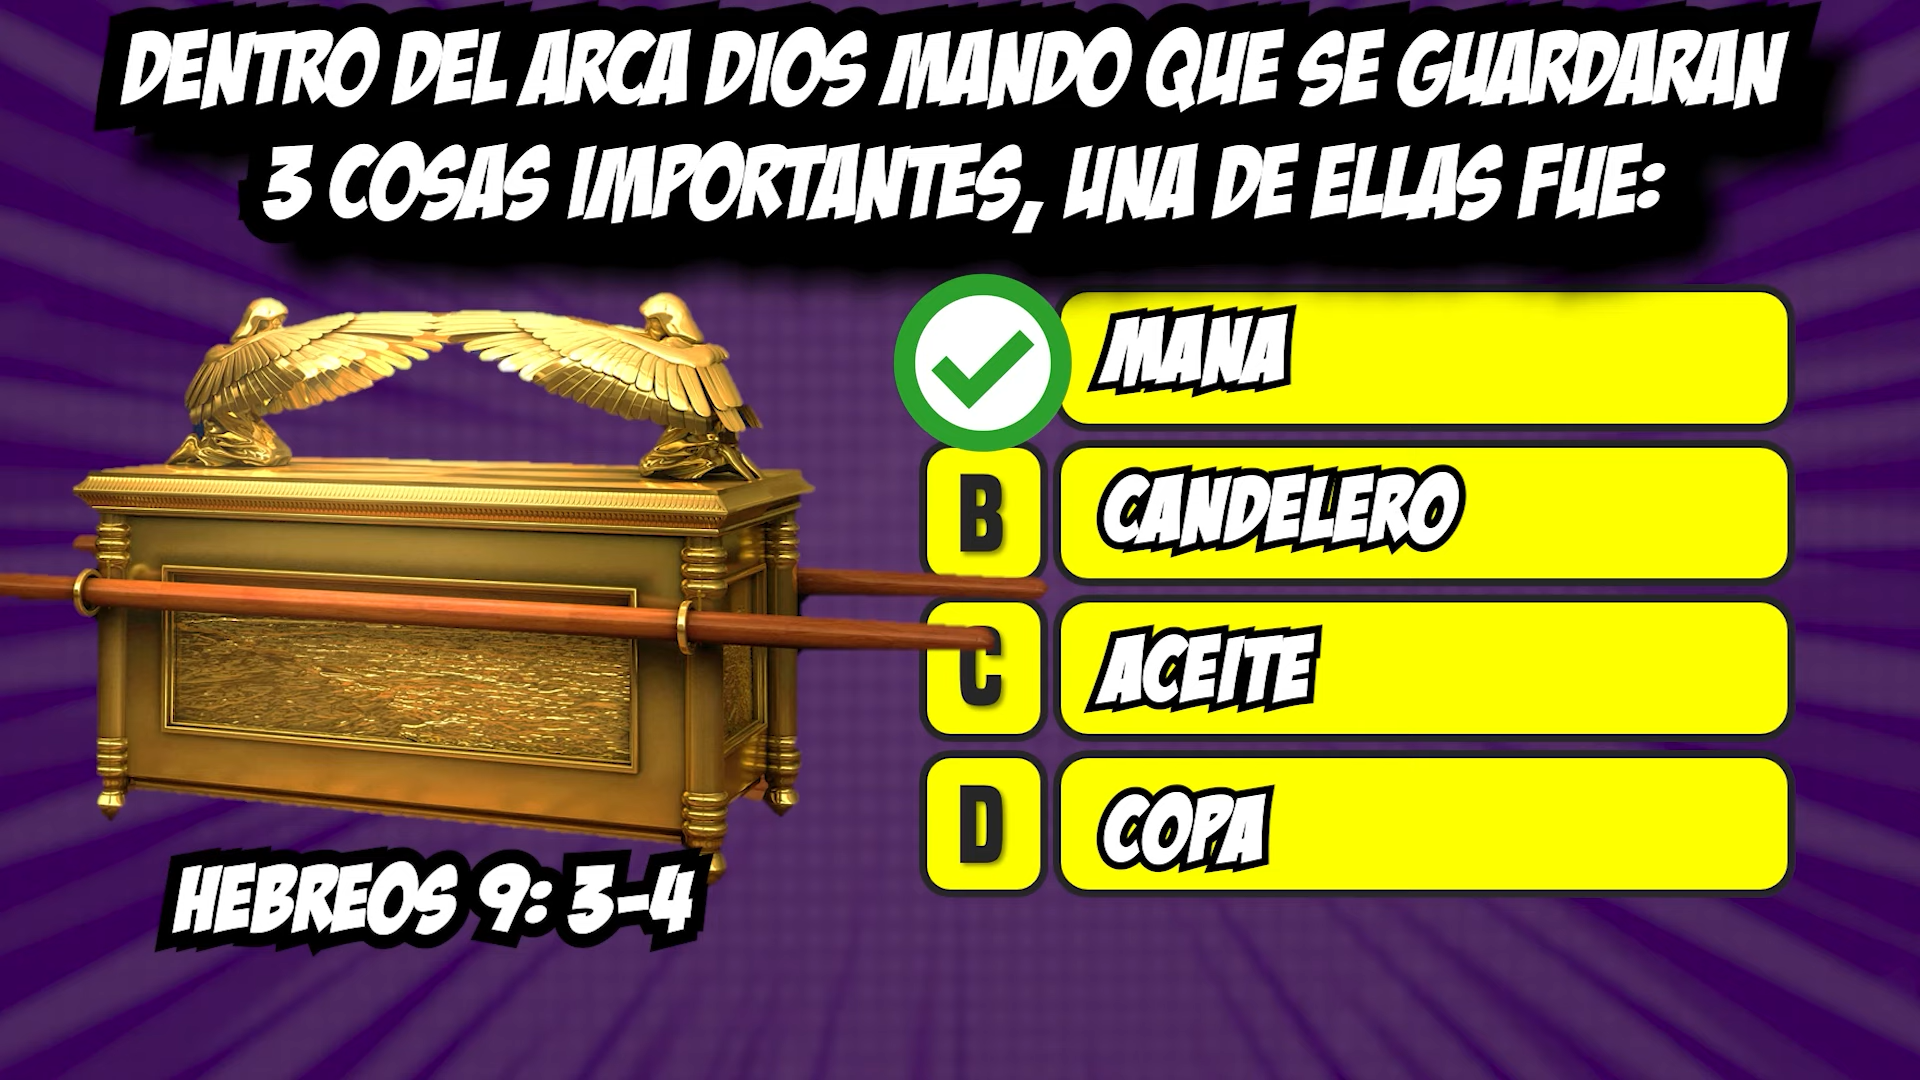 DENTRO DEL ARCA DIOS MANDO QUE SE GUARDARAN
3 COSAS IMPORTANTES, UNA DE ELLAS FUE:
MANA
B CANDELERO
C ACEITE
D COPA
HEBREOS 9: 3-4